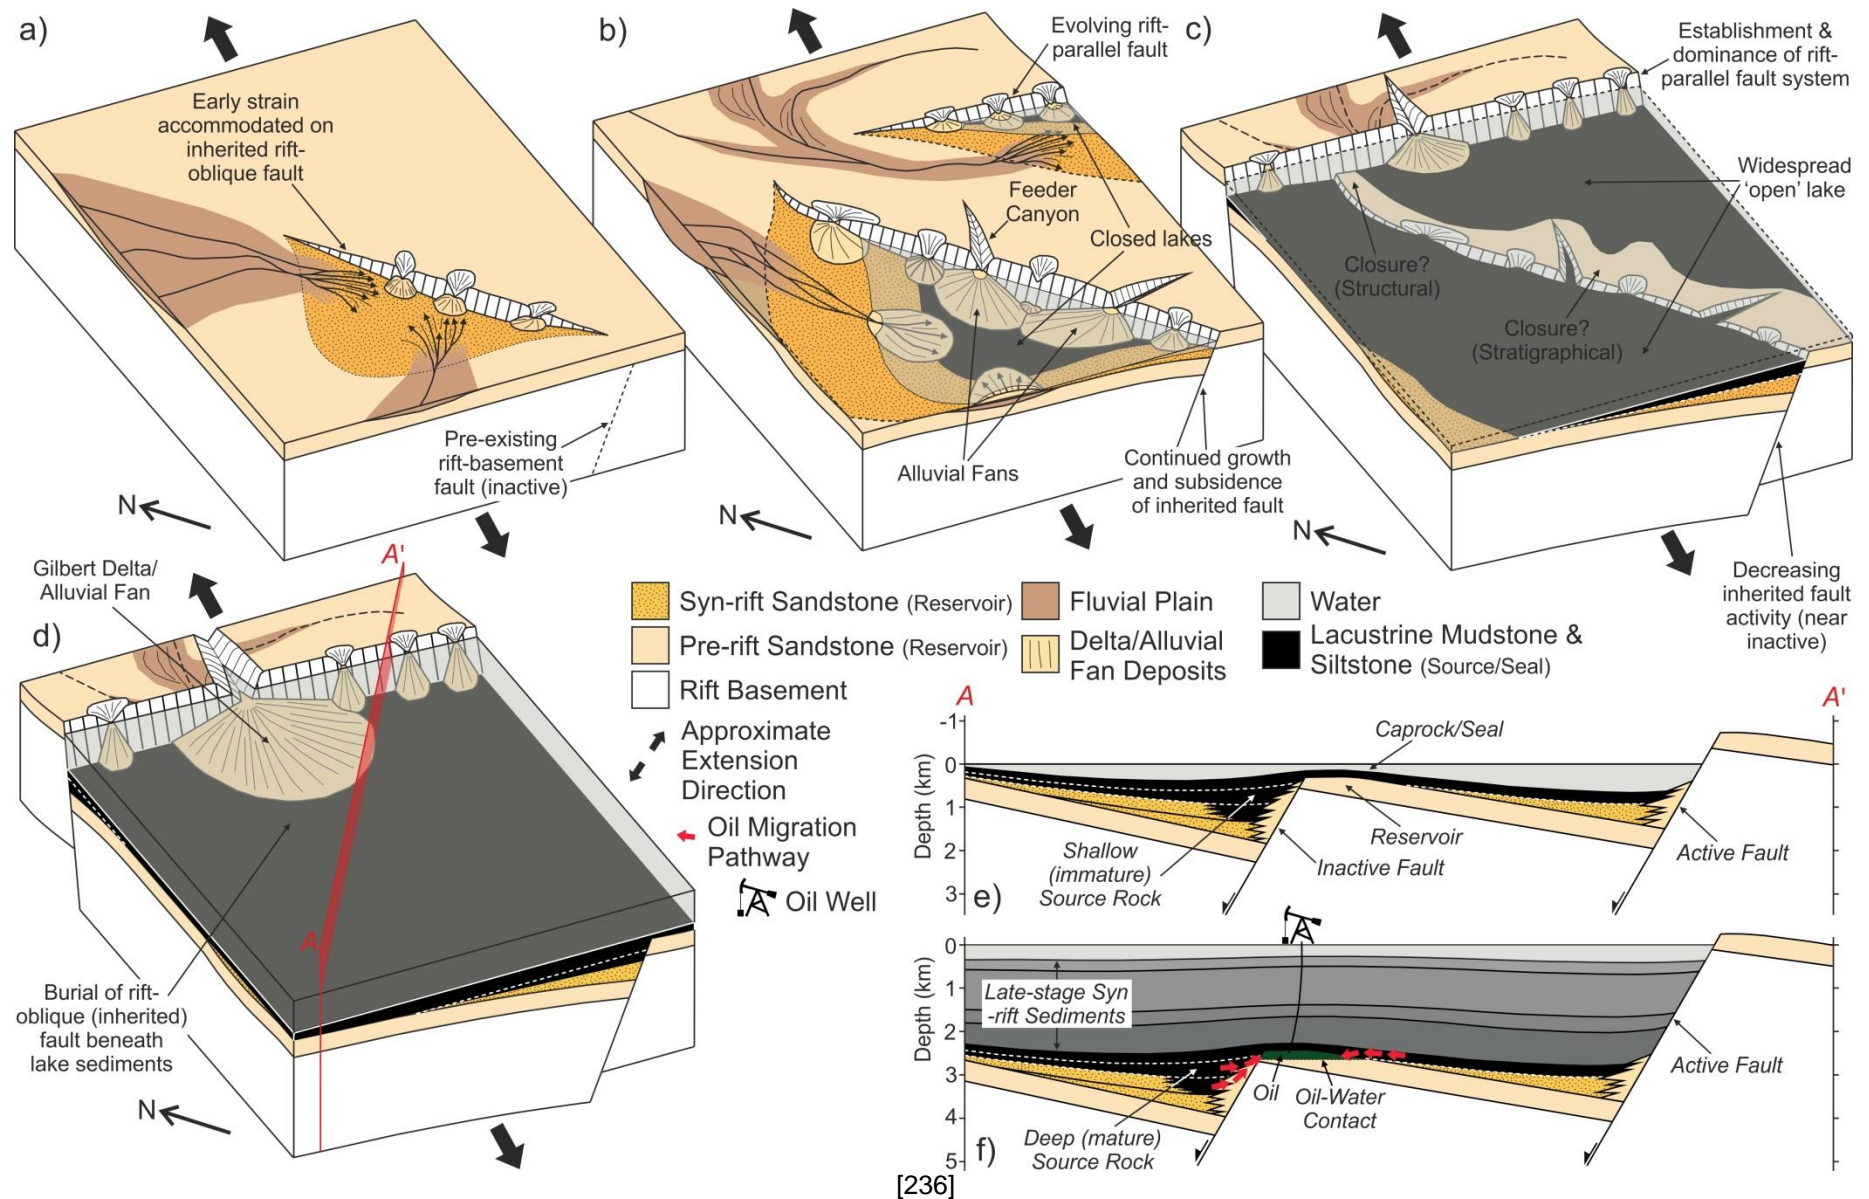 a)
Early strain
accommodated on
inherited rift-
oblique fault
Pre-existing
rift-basement
fault (inactive)
N
b)
Evolving rift-
parallel fault
Feeder
Canyon
Closed lakes
Alluvial Fans
Continued growth
and subsidence
of inherited fault
N
c)
Establishment &
dominance of rift-
parallel fault system
Widespread
'open' lake
Closure?
(Structural)
Closure?
(Stratigraphical)
Decreasing
inherited fault
activity (near
inactive)
N
d)
Gilbert Delta/
Alluvial Fan
A'
A
Burial of rift-
oblique (inherited)
fault beneath
lake sediments
N
Syn-rift Sandstone (Reservoir)
Pre-rift Sandstone (Reservoir)
Rift Basement
Approximate
Extension
Direction
Oil Migration
Pathway
Oil Well
Fluvial Plain
Delta/Alluvial
Fan Deposits
Water
Lacustrine Mudstone &
Siltstone (Source/Seal)
A
A'
Depth (km)
-1
0
1
2
3
e)
Caprock/Seal
Reservoir
Shallow
(immature)
Source Rock
Inactive Fault
Active Fault
Depth (km)
0
1
2
3
4
5
f)
Late-stage Syn
-rift Sediments
Oil
Oil-Water
Contact
Deep (mature)
Source Rock
Active Fault
[236]